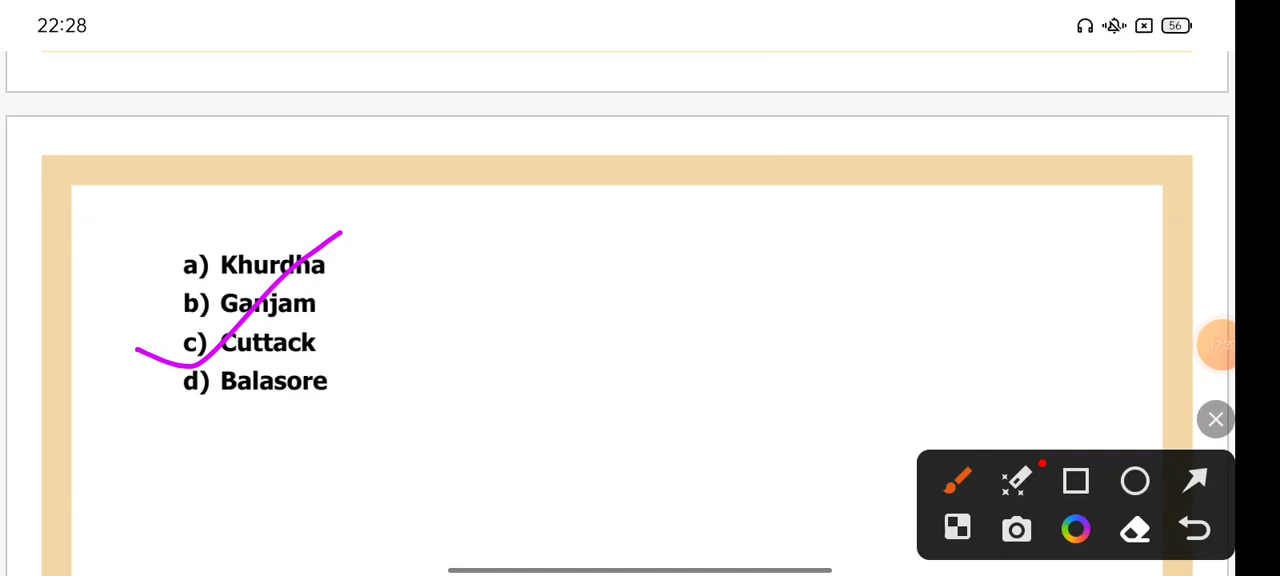 22:28
56
a) Khurdha
b) Ganjam
c) Cuttack
d) Balasore